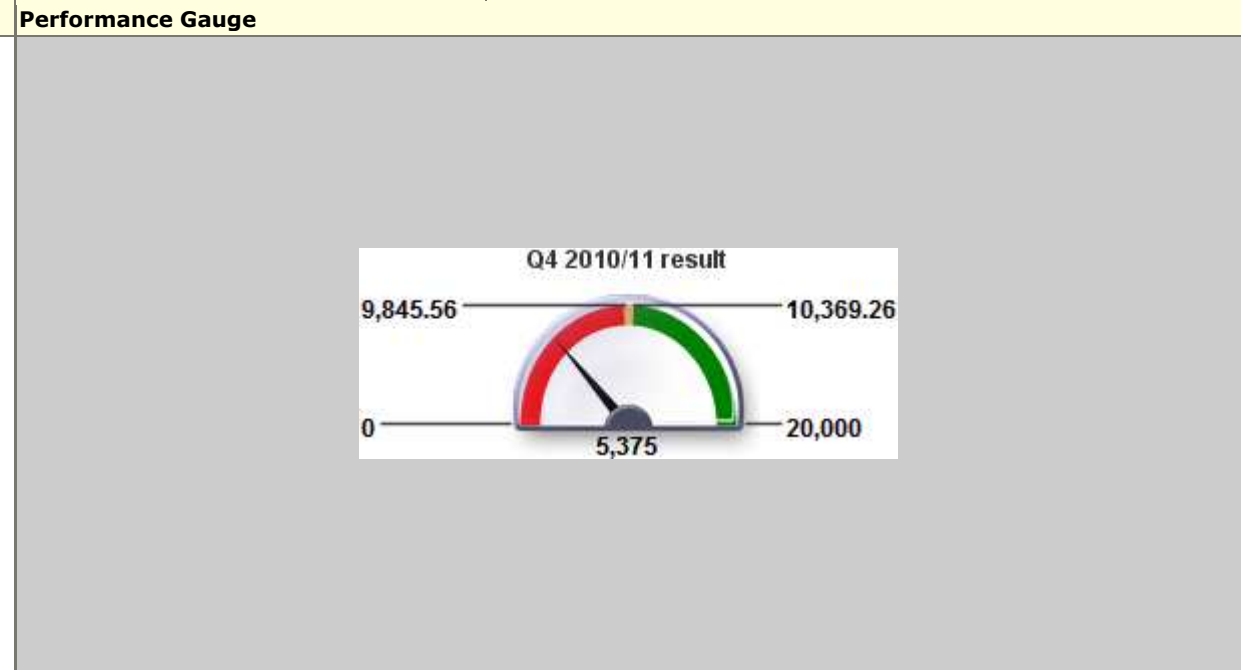 Performance Gauge
Q4 2010/11 result
9,845.56
10,369.26
0
20,000
5,375